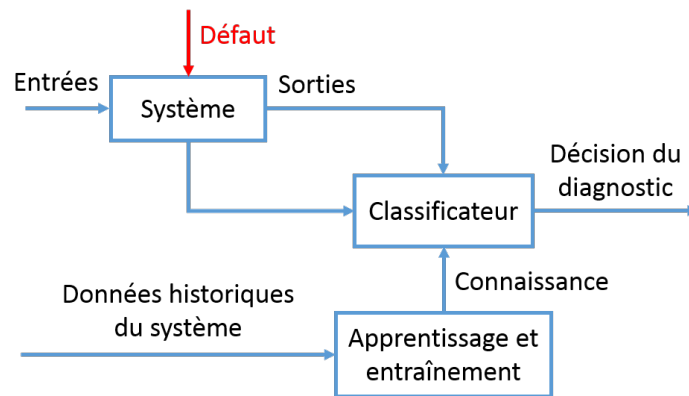 Défaut
Entrées
Sorties
Système
Décision du
diagnostic
Classificateur
Connaissance
Données historiques
du système
Apprentissage et
entraînement